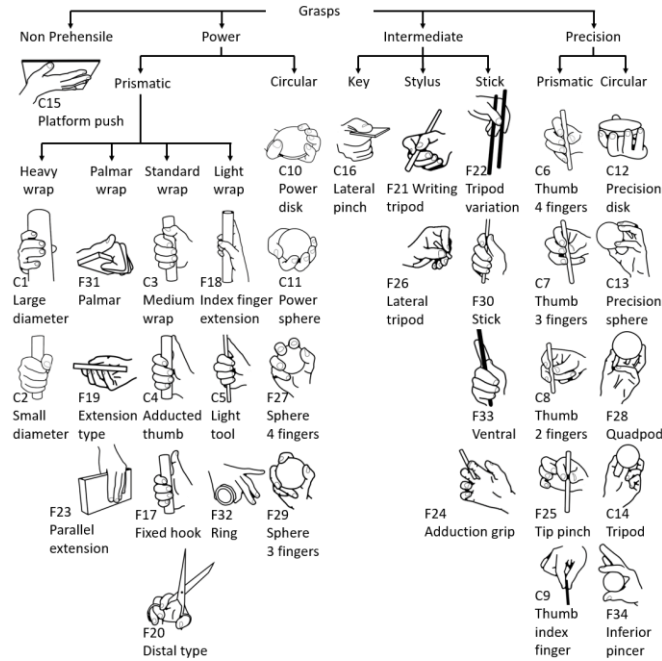 Grasps
Non Prehensile
Power
Intermediate
Precision
Prismatic
Circular
Key
Stylus
Stick
Prismatic
Circular
C15
Platform push
Heavy
wrap
Palmar
wrap
Standard
wrap
Light
wrap
C10
Power
disk
C16
Lateral
pinch
F21 Writing
tripod
F22
Tripod
variation
C6
Thumb
4 fingers
C12
Precision
disk
C1
Large
diameter
F31
Palmar
C3
Medium
wrap
F18
Index finger
extension
C11
Power
sphere
F26
Lateral
tripod
F30
Stick
C7
Thumb
3 fingers
C13
Precision
sphere
C2
Small
diameter
F19
Extension
type
C4
Adducted
thumb
C5
Light
tool
F27
Sphere
4 fingers
F33
Ventral
C8
Thumb
2 fingers
F28
Quadpod
F23
Parallel
extension
F17
Fixed hook
F32
Ring
F29
Sphere
3 fingers
F24
Adduction grip
F25
Tip pinch
C14
Tripod
F20
Distal type
C9
Thumb
index
finger
F34
Inferior
pincer